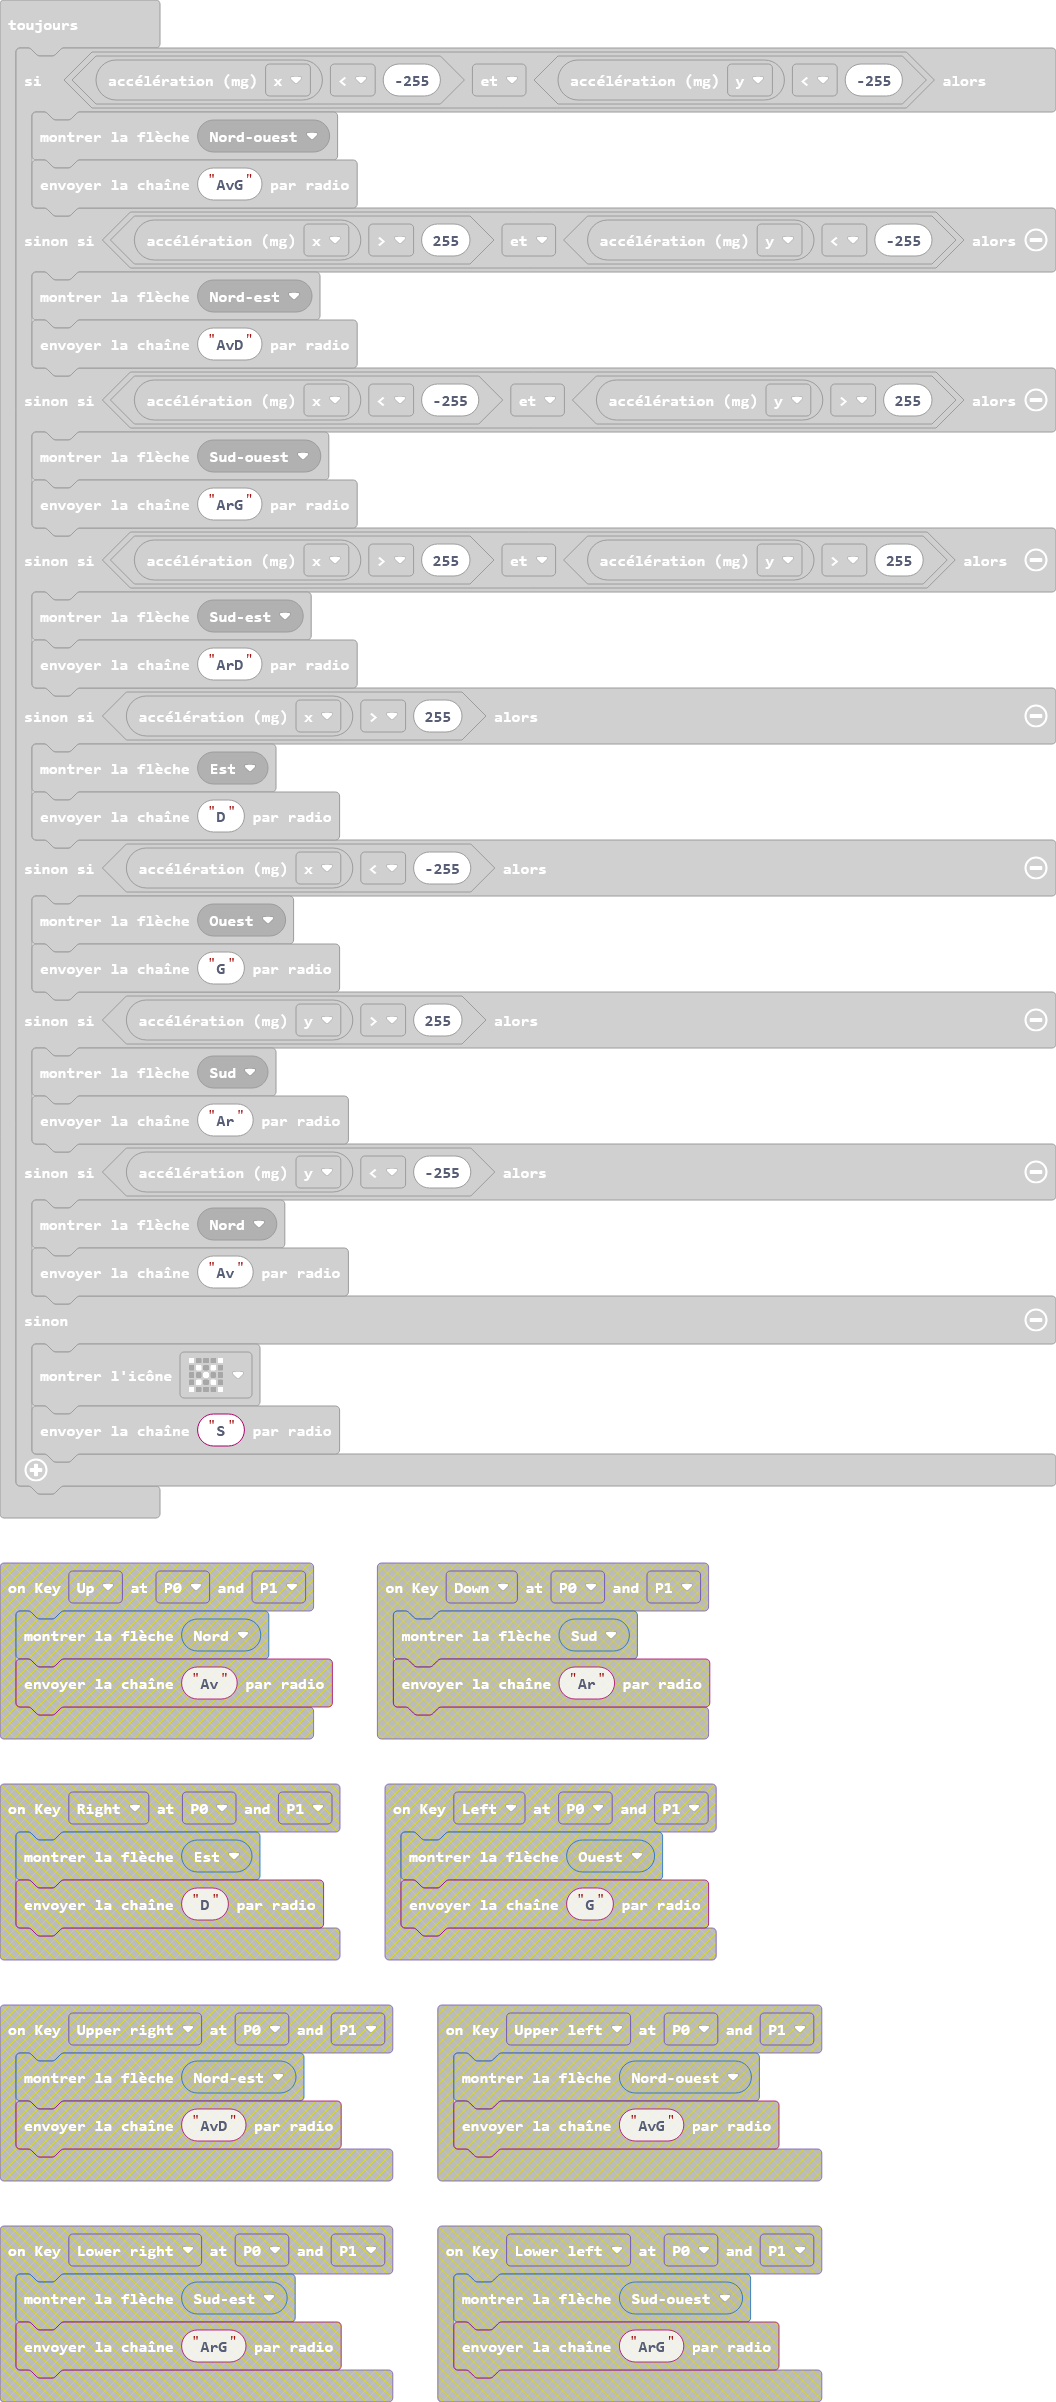 toujours
si accélération (mg) x < -255 et accélération (mg) y < -255 alors
montrer la flèche Nord-ouest
envoyer la chaîne "AvG" par radio
sinon si accélération (mg) x > 255 et accélération (mg) y < -255 alors
montrer la flèche Nord-est
envoyer la chaîne "AvD" par radio
sinon si accélération (mg) x < -255 et accélération (mg) y > 255 alors
montrer la flèche Sud-ouest
envoyer la chaîne "ArG" par radio
sinon si accélération (mg) x > 255 et accélération (mg) y > 255 alors
montrer la flèche Sud-est
envoyer la chaîne "ArD" par radio
sinon si accélération (mg) x > 255 alors
montrer la flèche Est
envoyer la chaîne "D" par radio
sinon si accélération (mg) x < -255 alors
montrer la flèche Ouest
envoyer la chaîne "G" par radio
sinon si accélération (mg) y > 255 alors
montrer la flèche Sud
envoyer la chaîne "Ar" par radio
sinon si accélération (mg) y < -255 alors
montrer la flèche Nord
envoyer la chaîne "Av" par radio
sinon
montrer l'icône
envoyer la chaîne "S" par radio
on Key Up at P0 and P1
montrer la flèche Nord
envoyer la chaîne "Av" par radio
on Key Down at P0 and P1
montrer la flèche Sud
envoyer la chaîne "Ar" par radio
on Key Right at P0 and P1
montrer la flèche Est
envoyer la chaîne "D" par radio
on Key Left at P0 and P1
montrer la flèche Ouest
envoyer la chaîne "G" par radio
on Key Upper right at P0 and P1
montrer la flèche Nord-est
envoyer la chaîne "AvD" par radio
on Key Upper left at P0 and P1
montrer la flèche Nord-ouest
envoyer la chaîne "AvG" par radio
on Key Lower right at P0 and P1
montrer la flèche Sud-est
envoyer la chaîne "ArG" par radio
on Key Lower left at P0 and P1
montrer la flèche Sud-ouest
envoyer la chaîne "ArG" par radio